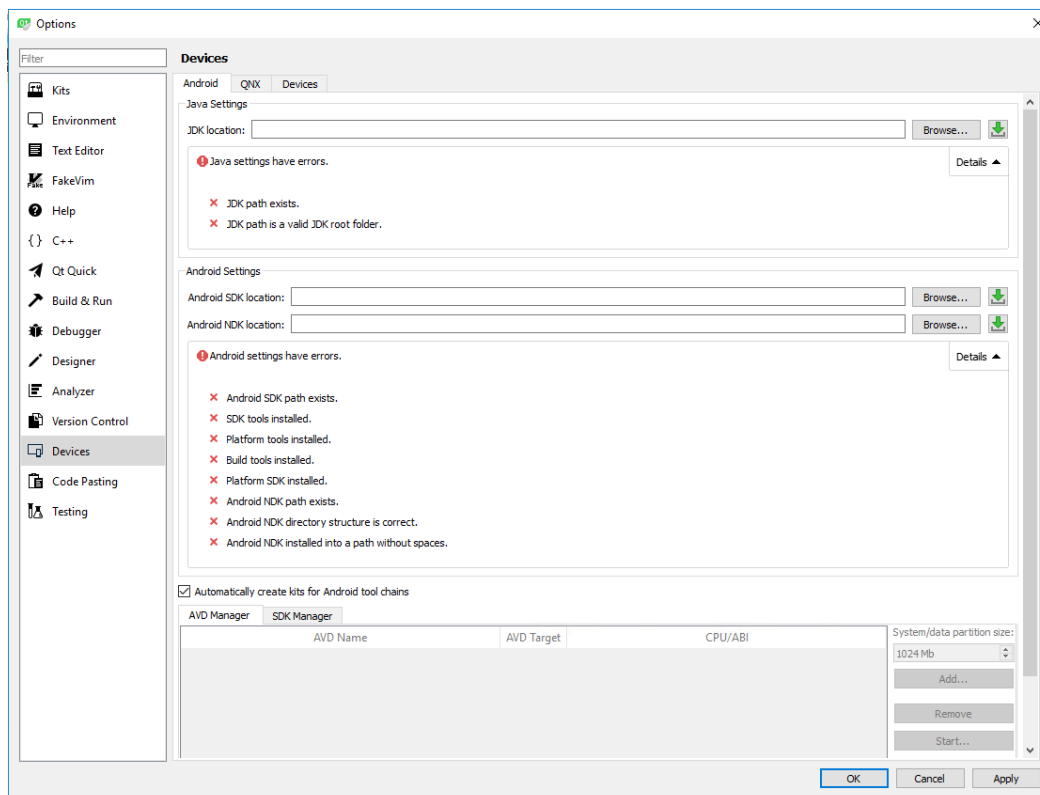 Options
Filter
Devices
Kits
Environment
Text Editor
FakeVim
Help
C++
Qt Quick
Build & Run
Debugger
Designer
Analyzer
Version Control
Devices
Code Pasting
Testing
Android QNX Devices
Java Settings
JDK location: Browse...
Java settings have errors. Details
JDK path exists.
JDK path is a valid JDK root folder.
Android Settings
Android SDK location: Browse...
Android NDK location: Browse...
Android settings have errors. Details
Android SDK path exists.
SDK tools installed.
Platform tools installed.
Build tools installed.
Platform SDK installed.
Android NDK path exists.
Android NDK directory structure is correct.
Android NDK installed into a path without spaces.
Automatically create kits for Android tool chains
AVD Manager SDK Manager
AVD Name AVD Target CPU/ABI
System/data partition size:
1024 Mb
Add...
Remove
Start...
OK Cancel Apply